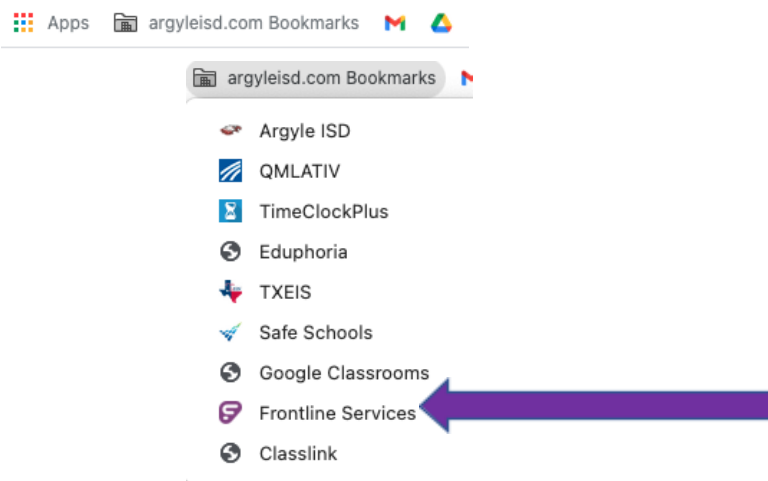 Apps argyleisd.com Bookmarks
argyleisd.com Bookmarks
Argyle ISD
QMLATIV
TimeClockPlus
Eduphoria
TXEIS
Safe Schools
Google Classrooms
Frontline Services
Classlink